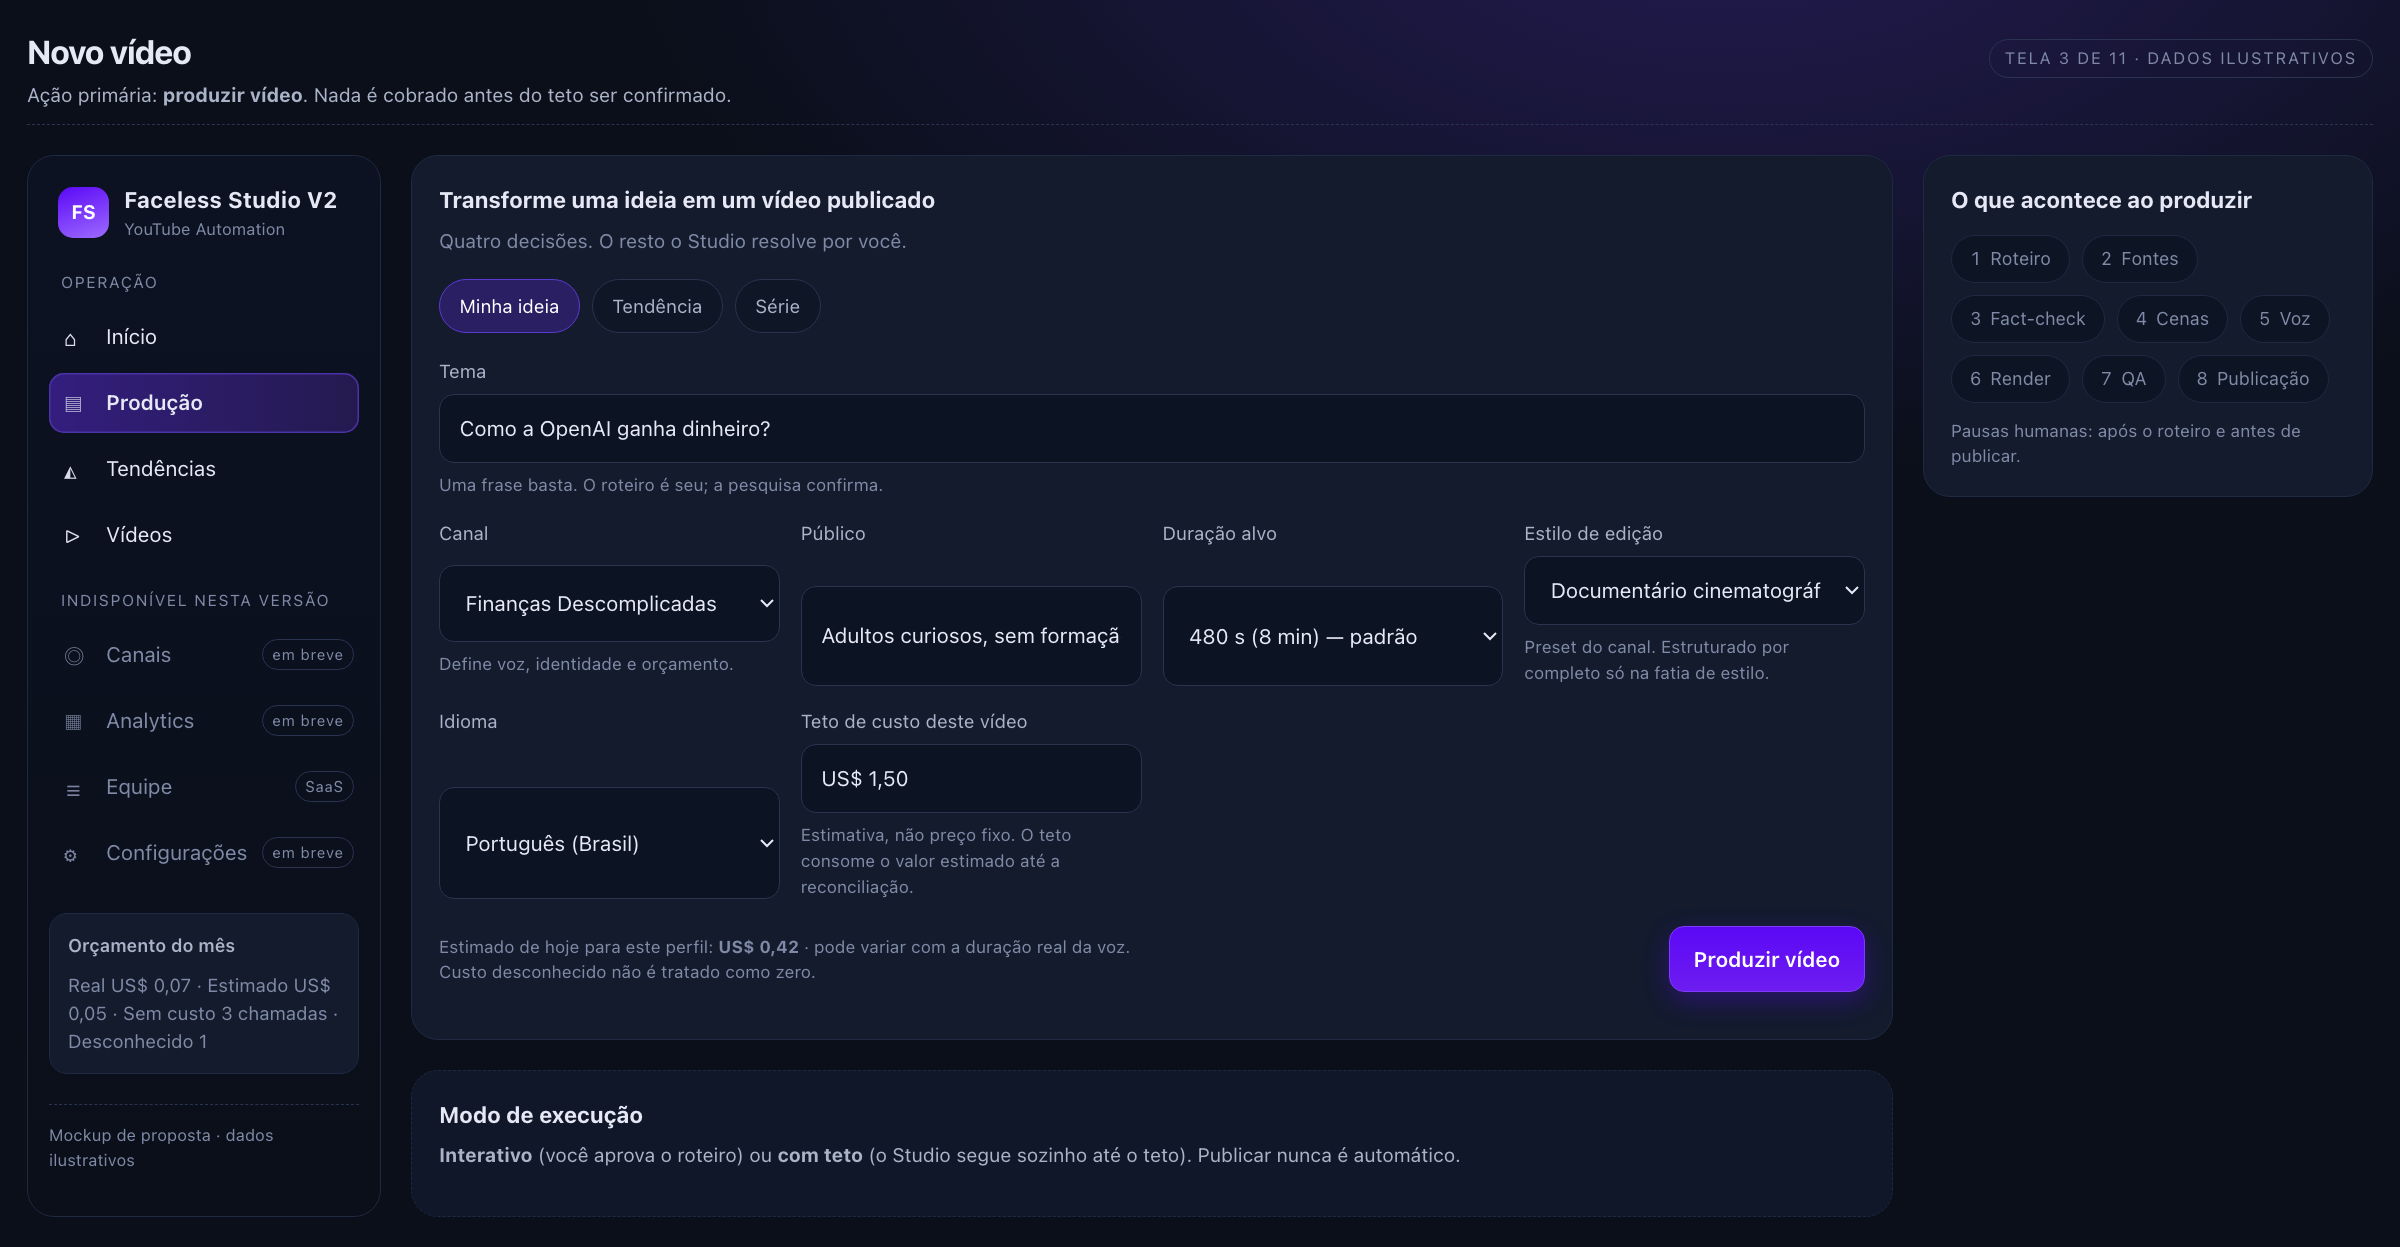 Novo vídeo
Ação primária: produzir vídeo. Nada é cobrado antes do teto ser confirmado.
TELA 3 DE 11 · DADOS ILUSTRATIVOS
FS
Faceless Studio V2
YouTube Automation
OPERAÇÃO
Início
Produção
Tendências
Vídeos
INDISPONÍVEL NESTA VERSÃO
Canais em breve
Analytics em breve
Equipe SaaS
Configurações em breve
Orçamento do mês
Real US$ 0,07 · Estimado US$
0,05 · Sem custo 3 chamadas ·
Desconhecido 1
Mockup de proposta · dados
ilustrativos
Transforme uma ideia em um vídeo publicado
Quatro decisões. O resto o Studio resolve por você.
Minha ideia Tendência Série
Tema
Como a OpenAI ganha dinheiro?
Uma frase basta. O roteiro é seu; a pesquisa confirma.
Canal
Finanças Descomplicadas
Define voz, identidade e orçamento.
Público
Adultos curiosos, sem formaçã
Duração alvo
480 s (8 min) — padrão
Estilo de edição
Documentário cinematográf
Preset do canal. Estruturado por
completo só na fatia de estilo.
Idioma
Português (Brasil)
Teto de custo deste vídeo
US$ 1,50
Estimativa, não preço fixo. O teto
consome o valor estimado até a
reconciliação.
Estimado de hoje para este perfil: US$ 0,42 · pode variar com a duração real da voz.
Custo desconhecido não é tratado como zero.
Produzir vídeo
Modo de execução
Interativo (você aprova o roteiro) ou com teto (o Studio segue sozinho até o teto). Publicar nunca é automático.
O que acontece ao produzir
1 Roteiro 2 Fontes
3 Fact-check 4 Cenas 5 Voz
6 Render 7 QA 8 Publicação
Pausas humanas: após o roteiro e antes de
publicar.